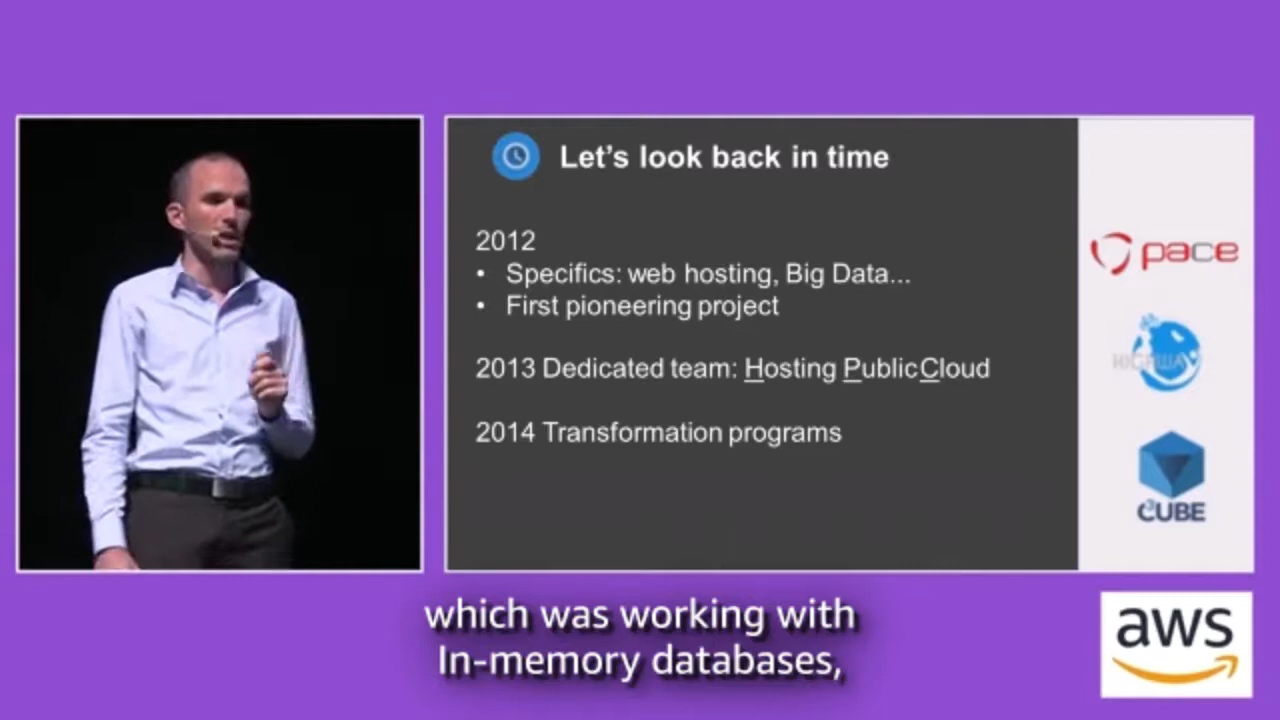 Let's look back in time
2012
• Specifics: web hosting, Big Data...
• First pioneering project
2013 Dedicated team: Hosting Public Cloud
2014 Transformation programs
pace
HIGHWAY
CUBE
which was working with
In-memory databases,
aws